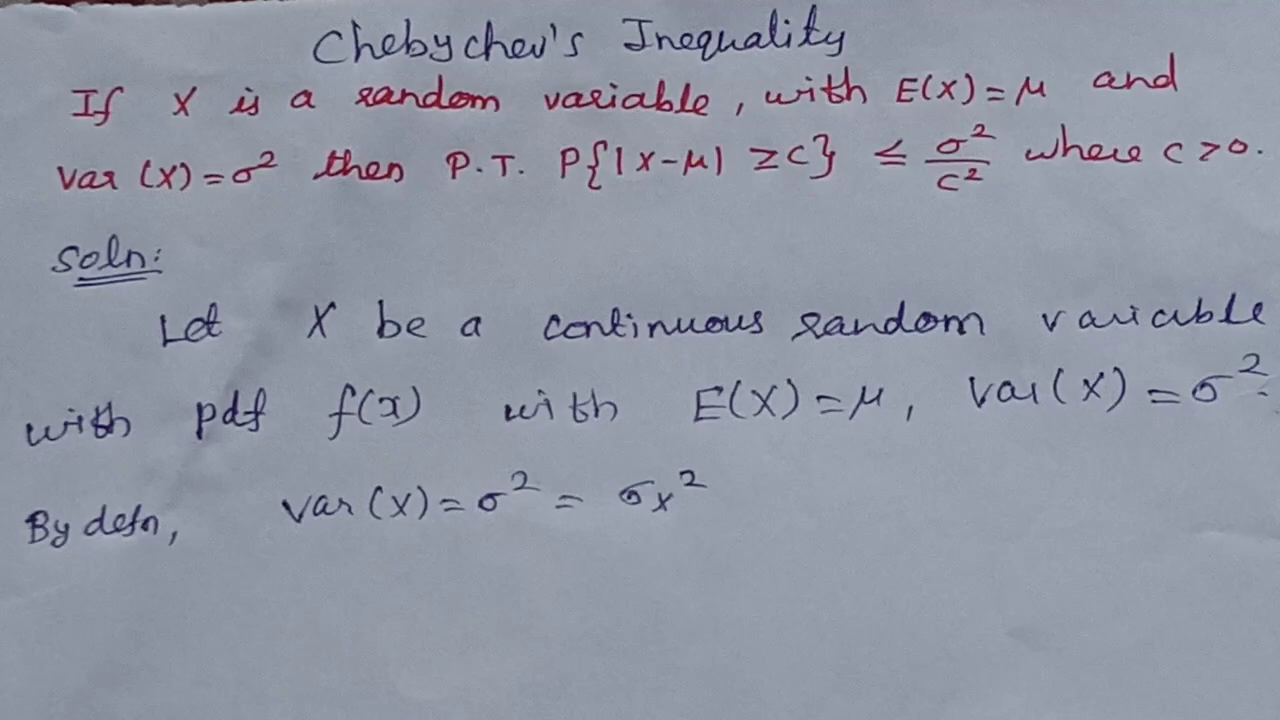 Chebychev's Inequality
If X is a random variable, with E(X)=μ and
var (X)=σ² then P.T. P{|X-μ| ≥c} ≤ σ²/c² where c>0.
Soln:
Let X be a continuous random variable
with pdf f(x) with E(X)=μ, var(X)=σ².
By defn, var(X)=σ² = σx²